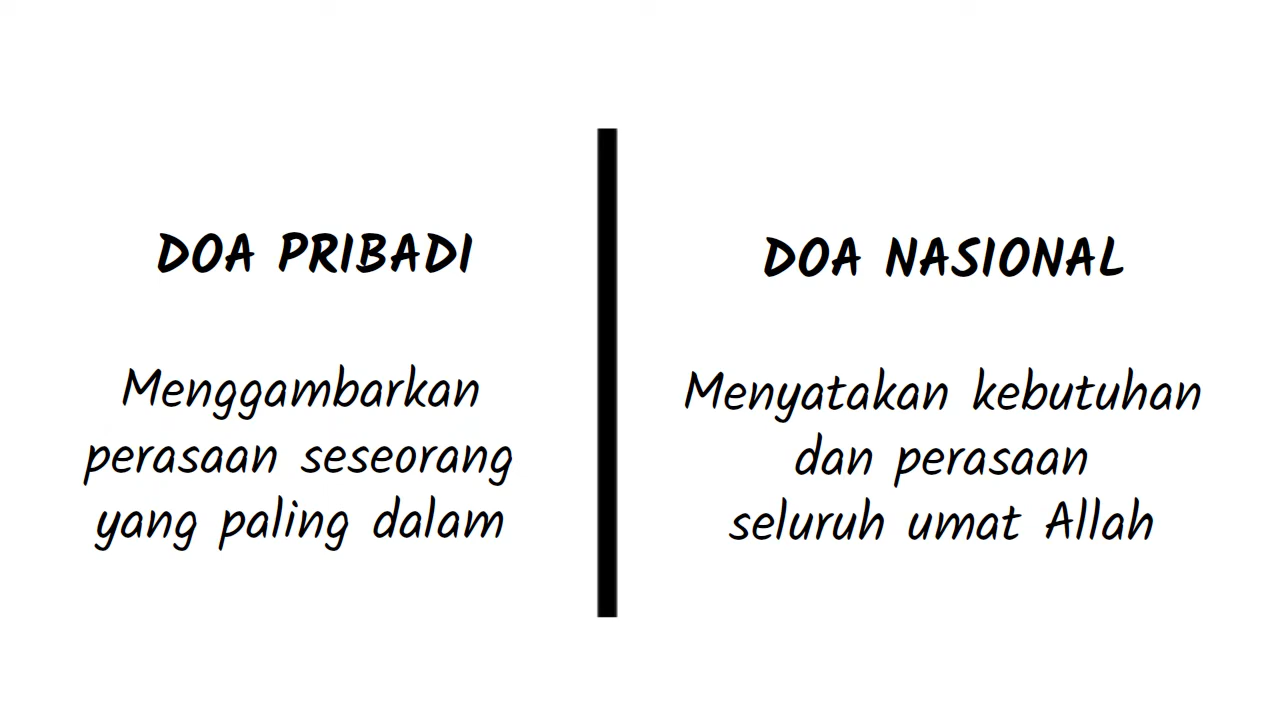 DOA PRIBADI
Menggambarkan
perasaan seseorang
yang paling dalam
DOA NASIONAL
Menyatakan kebutuhan
dan perasaan
seluruh umat Allah